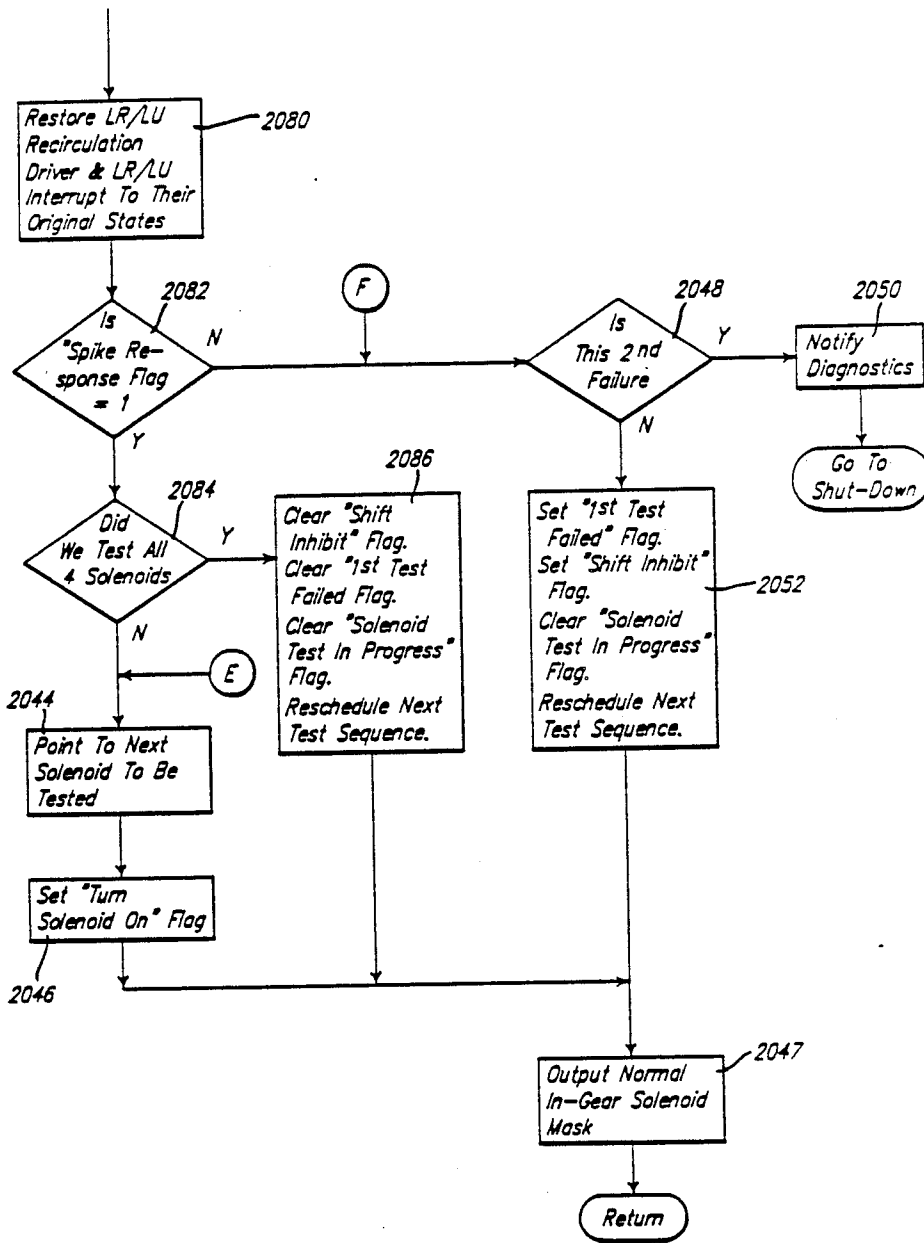 Restore LR/LU
Recirculation
Driver & LR/LU
Interrupt To Their
Original States
2080
2082
Is
"Spike Re-
sponse Flag
= 1
N
Y
F
2048
Is
This 2nd
Failure
Y
N
2050
Notify
Diagnostics
Go To
Shut-Down
2084
Did
We Test All
4 Solenoids
Y
N
2086
Clear "Shift
Inhibit" Flag.
Clear "1st Test
Failed Flag.
Clear "Solenoid
Test In Progress"
Flag.
Reschedule Next
Test Sequence.
Set "1st Test
Failed" Flag.
Set "Shift Inhibit"
Flag.
Clear "Solenoid
Test In Progress"
Flag.
Reschedule Next
Test Sequence.
2052
E
2044
Point To Next
Solenoid To Be
Tested
Set "Turn
Solenoid On" Flag
2046
2047
Output Normal
In-Gear Solenoid
Mask
Return